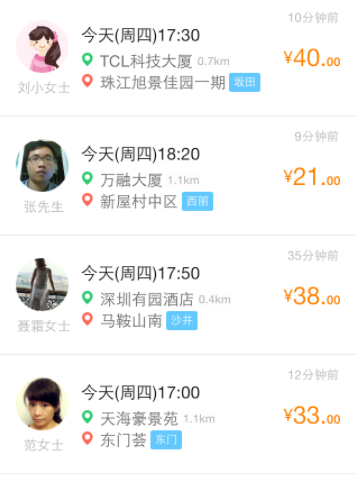 10分钟前
今天(周四)17:30
TCL科技大厦 0.7km
¥40.00
珠江旭景佳园一期 坂田
刘小女士
9分钟前
今天(周四)18:20
万融大厦 1.1km
¥21.00
新屋村中区 西丽
张先生
35分钟前
今天(周四)17:50
深圳有园酒店 0.4km
¥38.00
马鞍山南 沙井
聂霜女士
12分钟前
今天(周四)17:00
天海豪景苑 1.1km
¥33.00
东门荟 东门
范女士